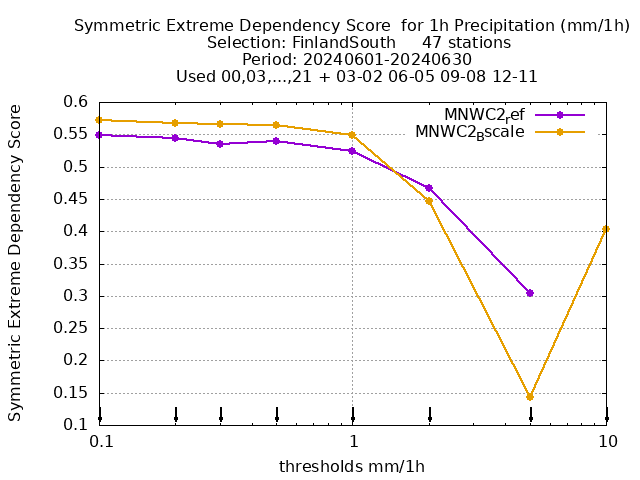 Symmetric Extreme Dependency Score  for 1h Precipitation (mm/1h)
Selection: FinlandSouth     47 stations
Period: 20240601-20240630
Used 00,03,...,21 + 03-02 06-05 09-08 12-11
Symmetric Extreme Dependency Score
0.6
0.55
0.5
0.45
0.4
0.35
0.3
0.25
0.2
0.15
0.1
MNWC2ref
MNWC2Bscale
0.1
1
10
thresholds mm/1h